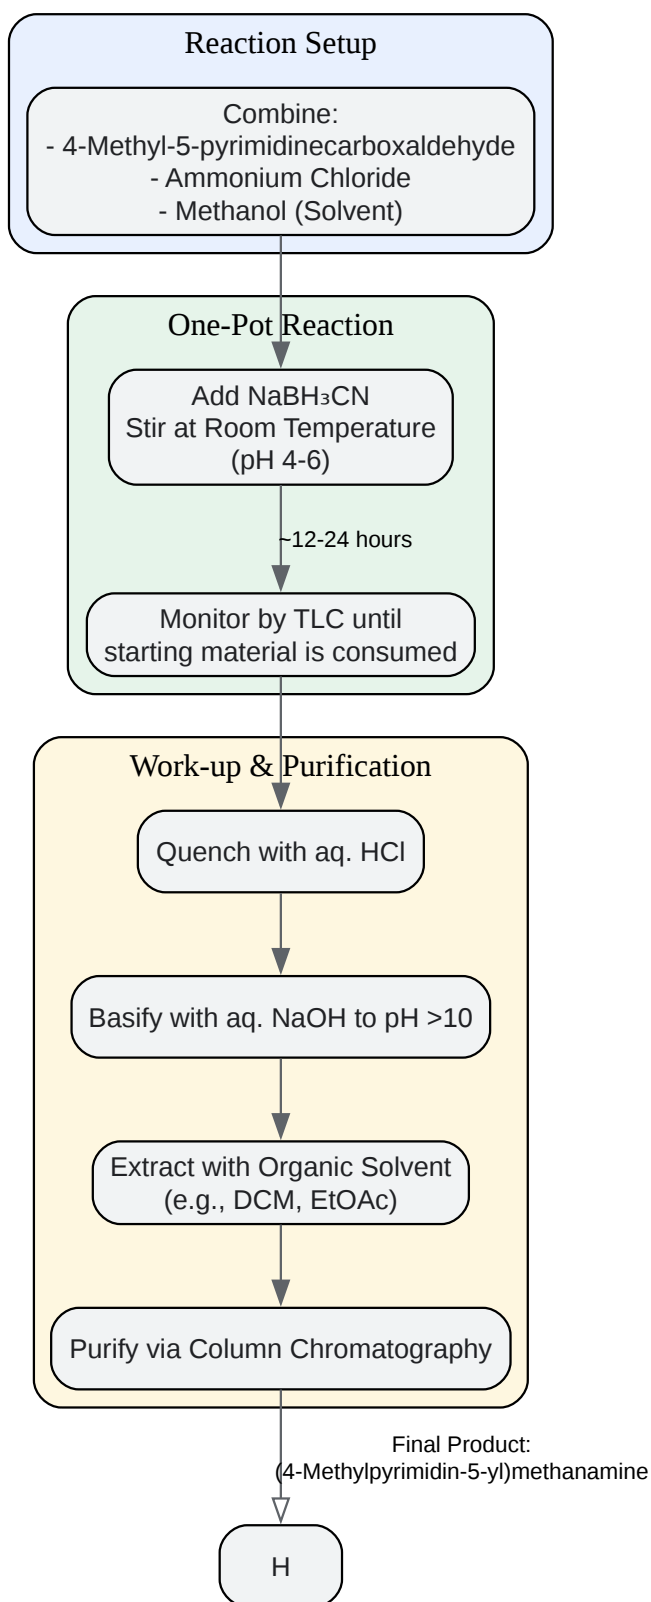 Reaction Setup
Combine:
- 4-Methyl-5-pyrimidinecarboxaldehyde
- Ammonium Chloride
- Methanol (Solvent)
One-Pot Reaction
Add NaBH₃CN
Stir at Room Temperature
(pH 4-6)
~12-24 hours
Monitor by TLC until
starting material is consumed
Work-up & Purification
Quench with aq. HCl
Basify with aq. NaOH to pH >10
Extract with Organic Solvent
(e.g., DCM, EtOAc)
Purify via Column Chromatography
Final Product:
(4-Methylpyrimidin-5-yl)methanamine
H